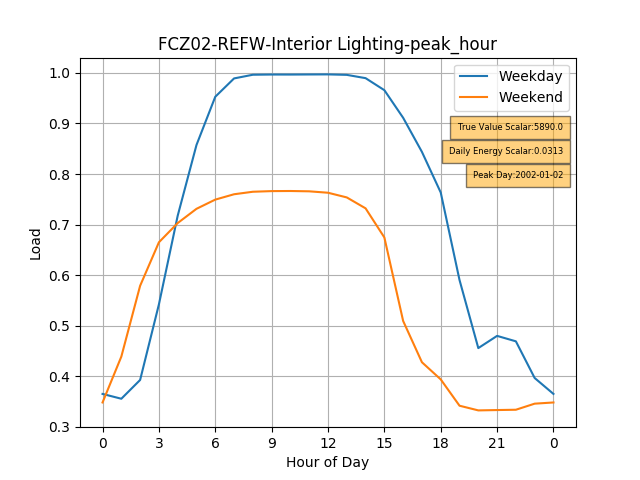 FCZ02-REFW-Interior Lighting-peak_hour
1.0
0.9
0.8
0.7
0.6
0.5
0.4
0.3
Load
Weekday
Weekend
True Value Scalar:5890.0
Daily Energy Scalar:0.0313
Peak Day:2002-01-02
0 3 6 9 12 15 18 21 0
Hour of Day